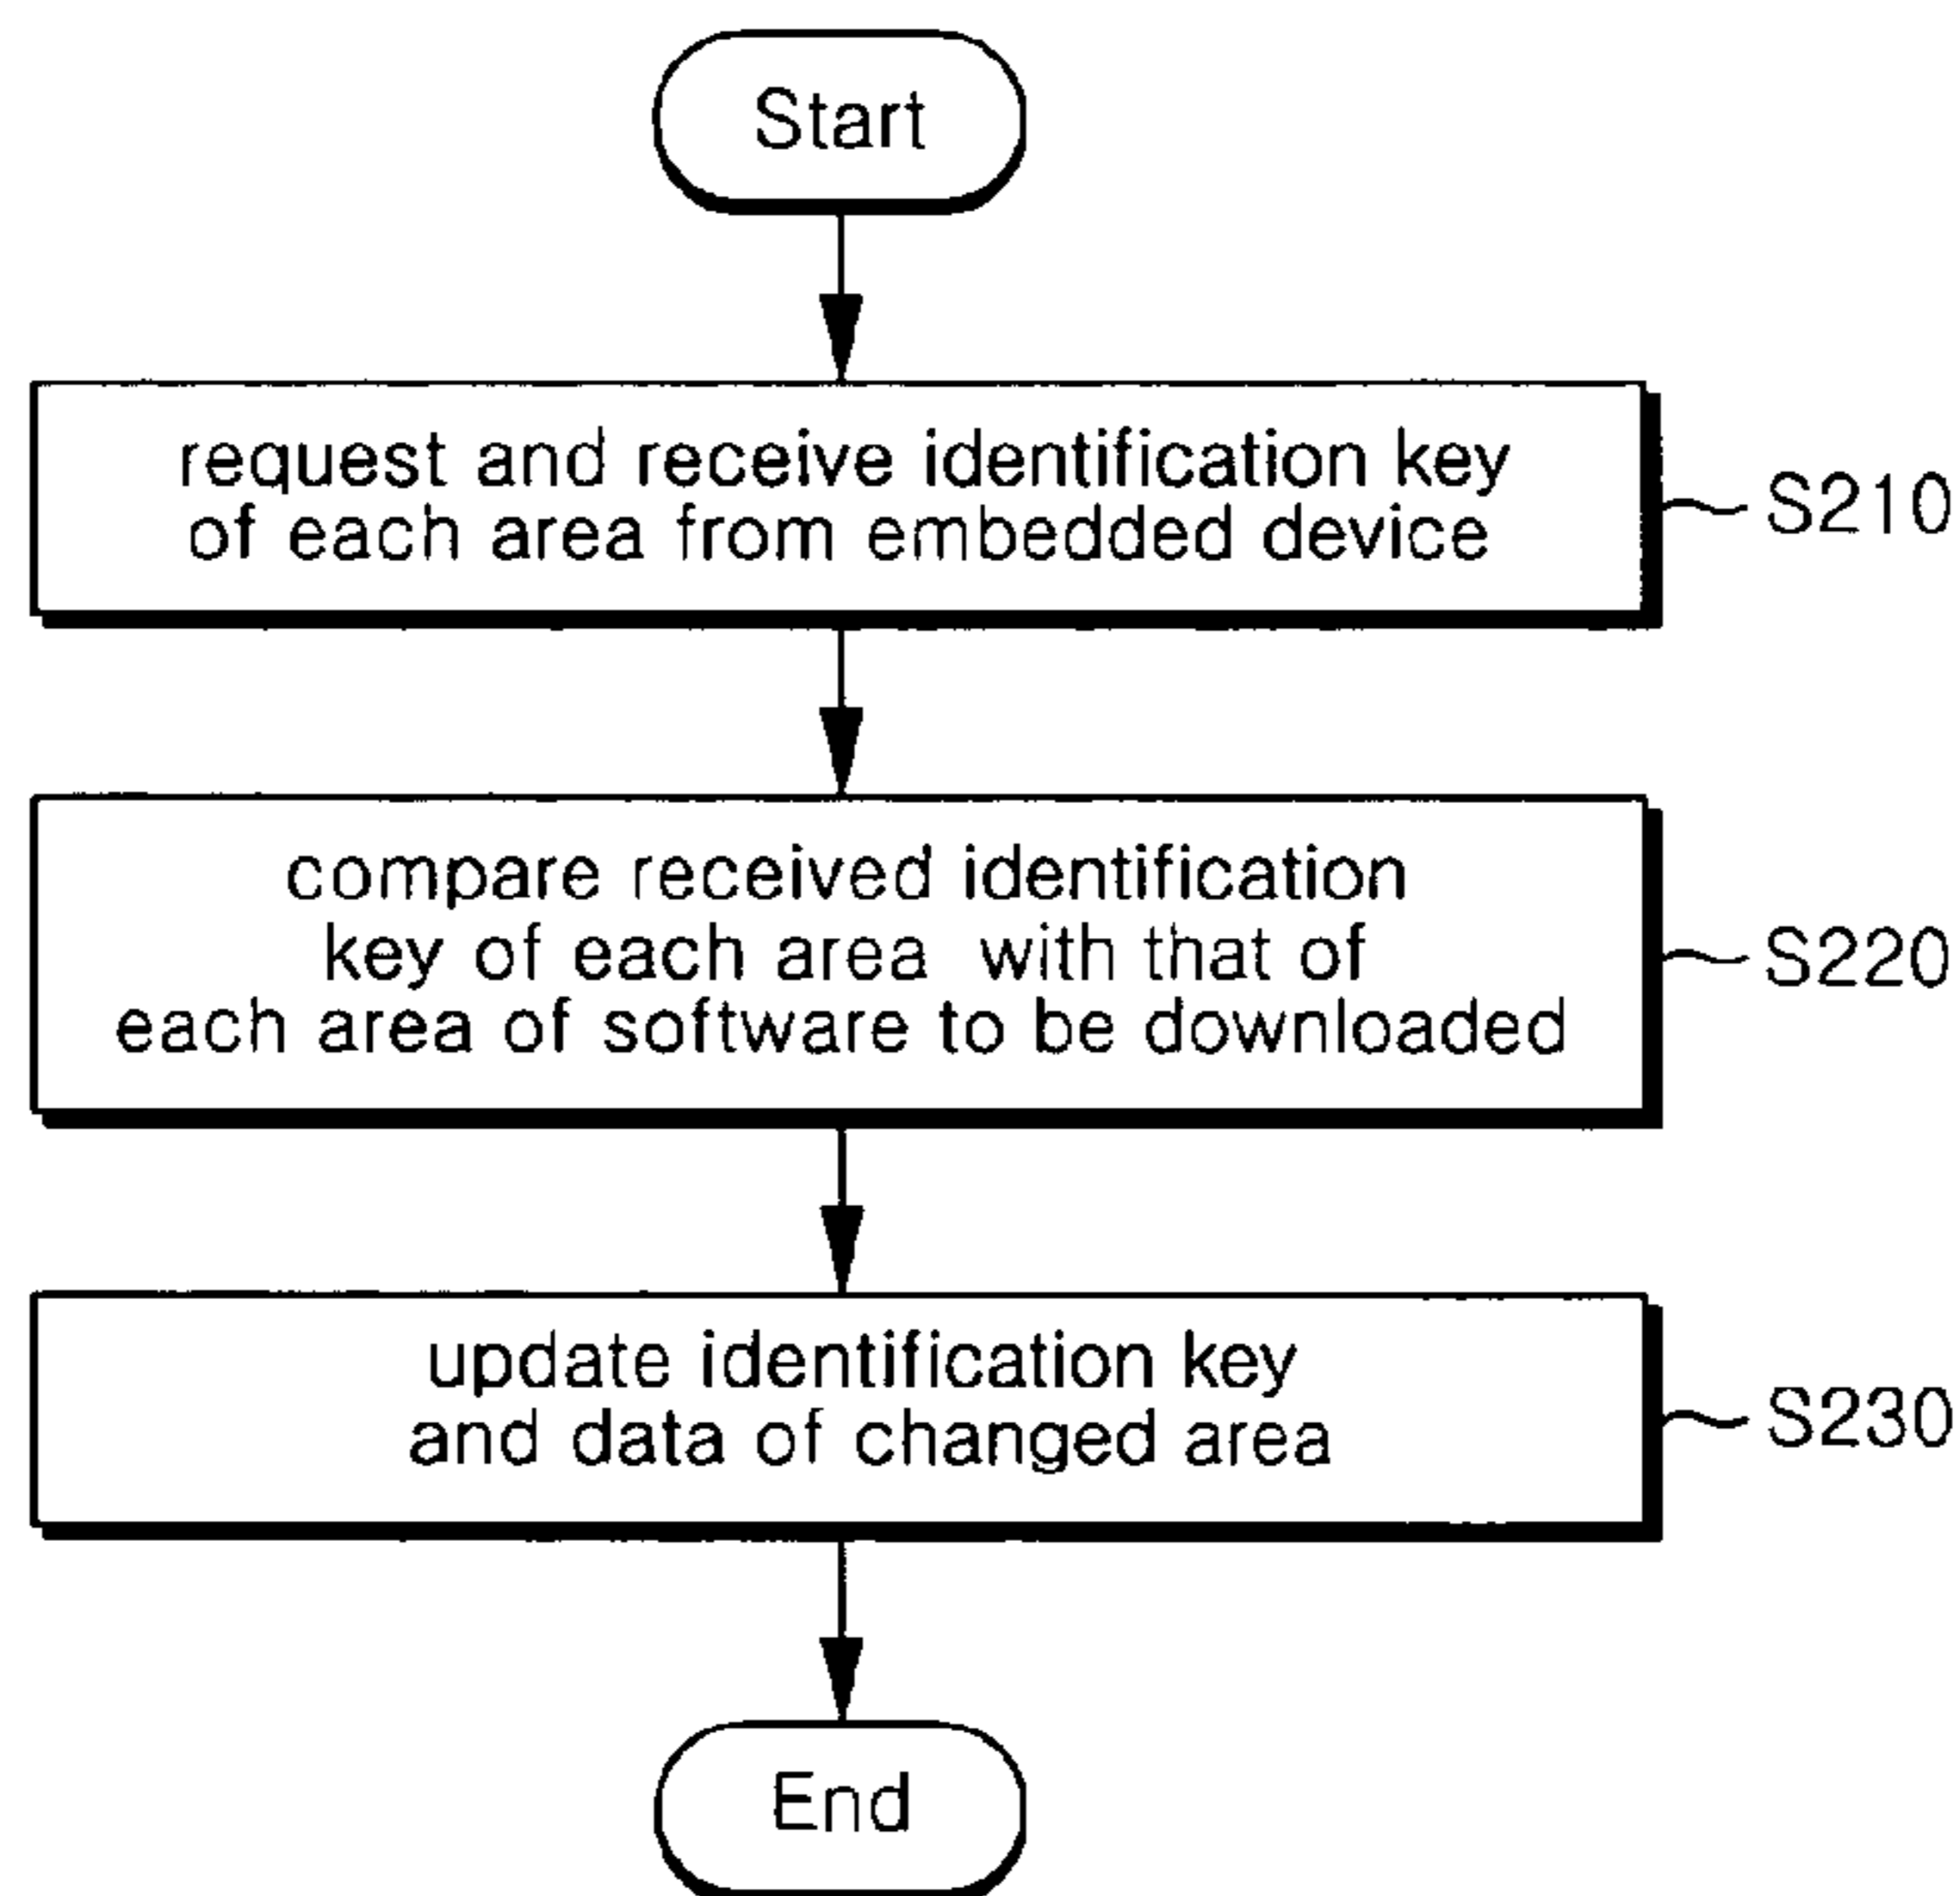 Start
request and receive identification key
of each area from embedded device
S210
compare received identification
key of each area with that of
each area of software to be downloaded
S220
update identification key
and data of changed area
S230
End